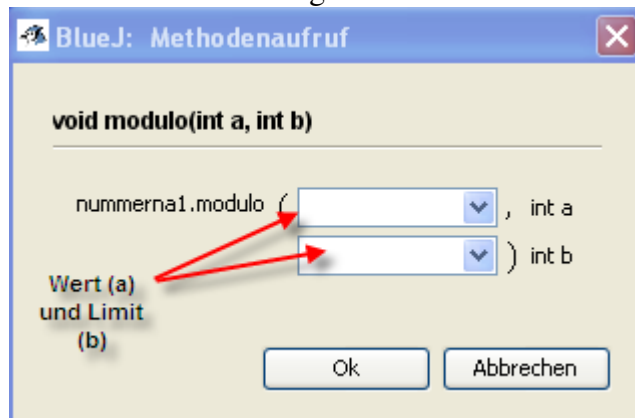 BlueJ: Methodenaufruf
void modulo(int a, int b)
nummerna1.modulo ( , int a
) int b
Wert (a)
und Limit
(b)
Ok Abbrechen